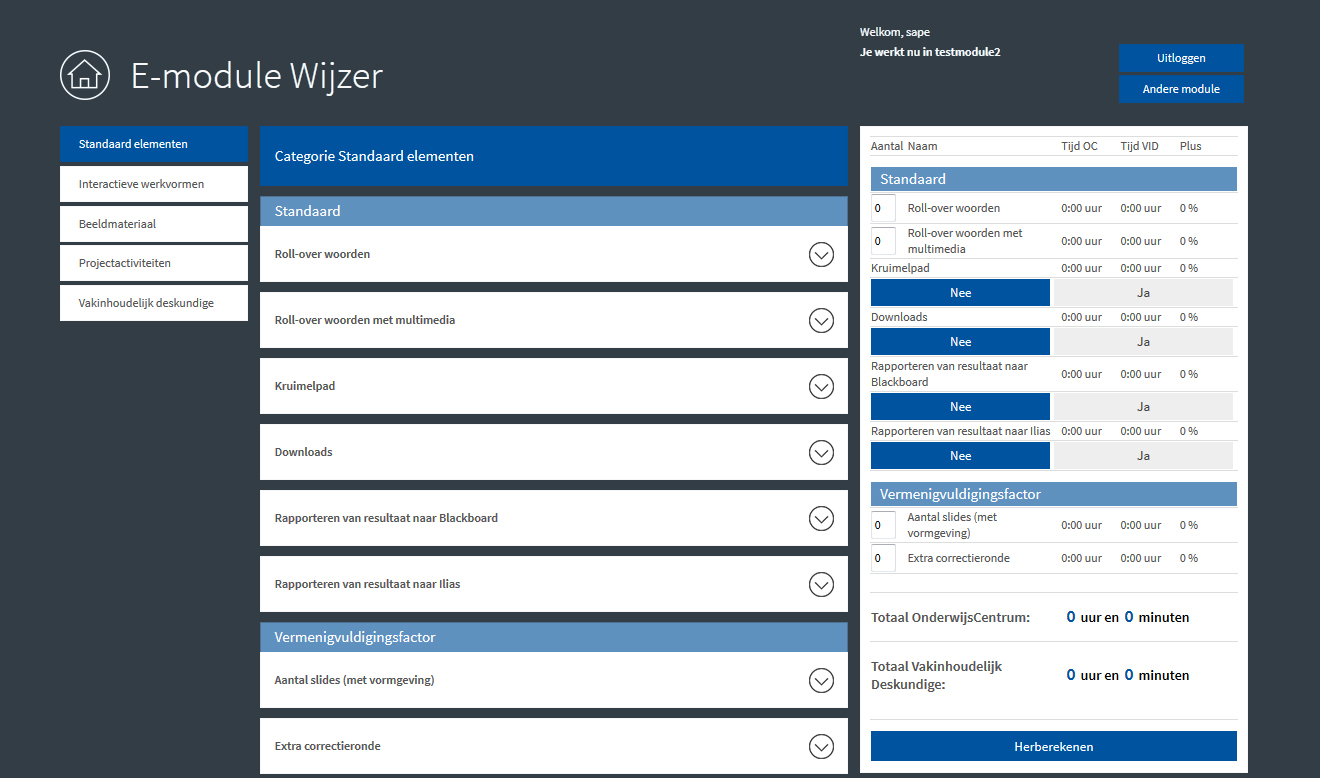 Welkom, sape
Je werkt nu in testmodule2
Uitloggen
Andere module
E-module Wijzer
Standaard elementen
Interactieve werkvormen
Beeldmateriaal
Projectactiviteiten
Vakinhoudelijk deskundige
Categorie Standaard elementen
Standaard
Roll-over woorden
Roll-over woorden met multimedia
Kruimelpad
Downloads
Rapporteren van resultaat naar Blackboard
Rapporteren van resultaat naar Ilias
Vermenigvuldigingsfactor
Aantal slides (met vormgeving)
Extra correctieronde
Aantal Naam Tijd OC Tijd VID Plus
Standaard
0 Roll-over woorden 0:00 uur 0:00 uur 0 %
0 Roll-over woorden met
multimedia 0:00 uur 0:00 uur 0 %
Kruimelpad 0:00 uur 0:00 uur 0 %
Nee Ja
Downloads 0:00 uur 0:00 uur 0 %
Nee Ja
Rapporteren van resultaat naar
Blackboard 0:00 uur 0:00 uur 0 %
Nee Ja
Rapporteren van resultaat naar Ilias 0:00 uur 0:00 uur 0 %
Nee Ja
Vermenigvuldigingsfactor
0 Aantal slides (met
vormgeving) 0:00 uur 0:00 uur 0 %
0 Extra correctieronde 0:00 uur 0:00 uur 0 %
Totaal OnderwijsCentrum: 0 uur en 0 minuten
Totaal Vakinhoudelijk
Deskundige: 0 uur en 0 minuten
Herberekenen